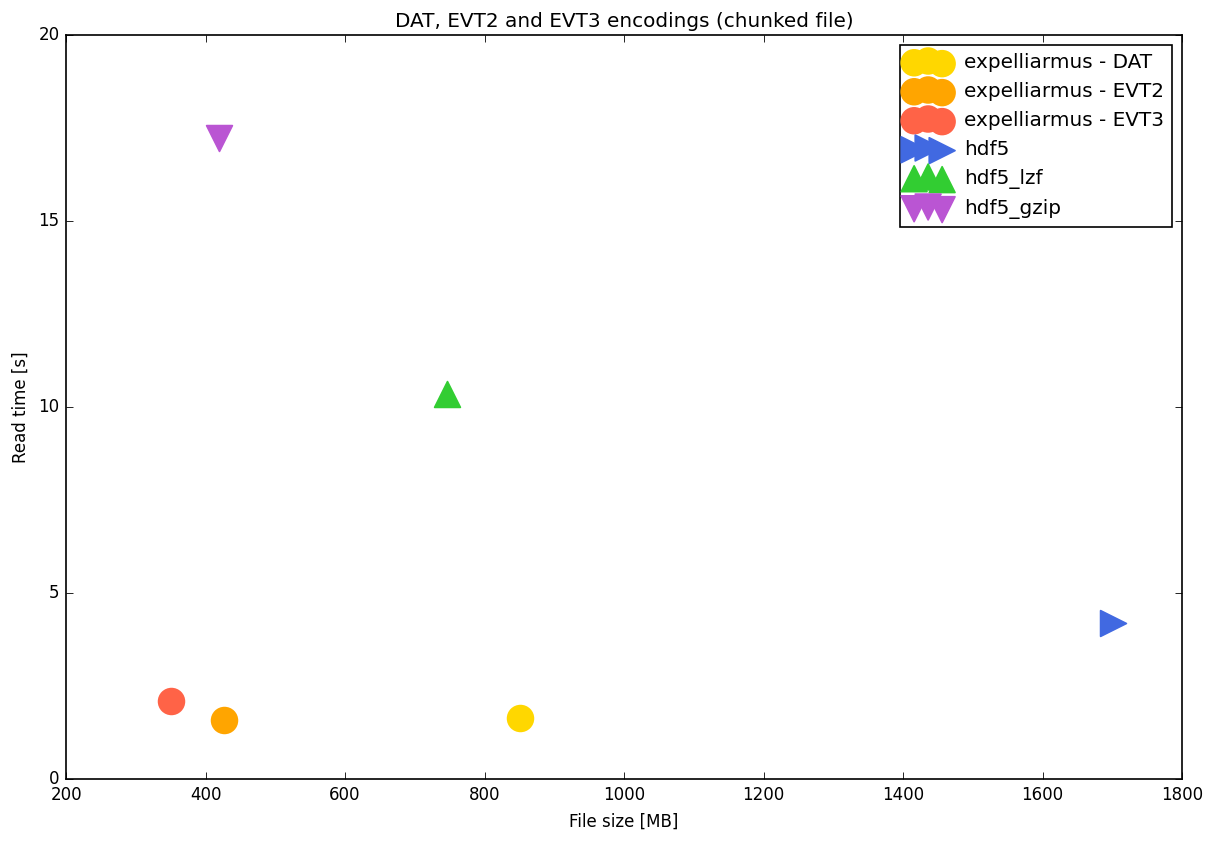 DAT, EVT2 and EVT3 encodings (chunked file)
20
15
10
5
0
Read time [s]
expelliarmus - DAT
expelliarmus - EVT2
expelliarmus - EVT3
hdf5
hdf5_lzf
hdf5_gzip
200 400 600 800 1000 1200 1400 1600 1800
File size [MB]